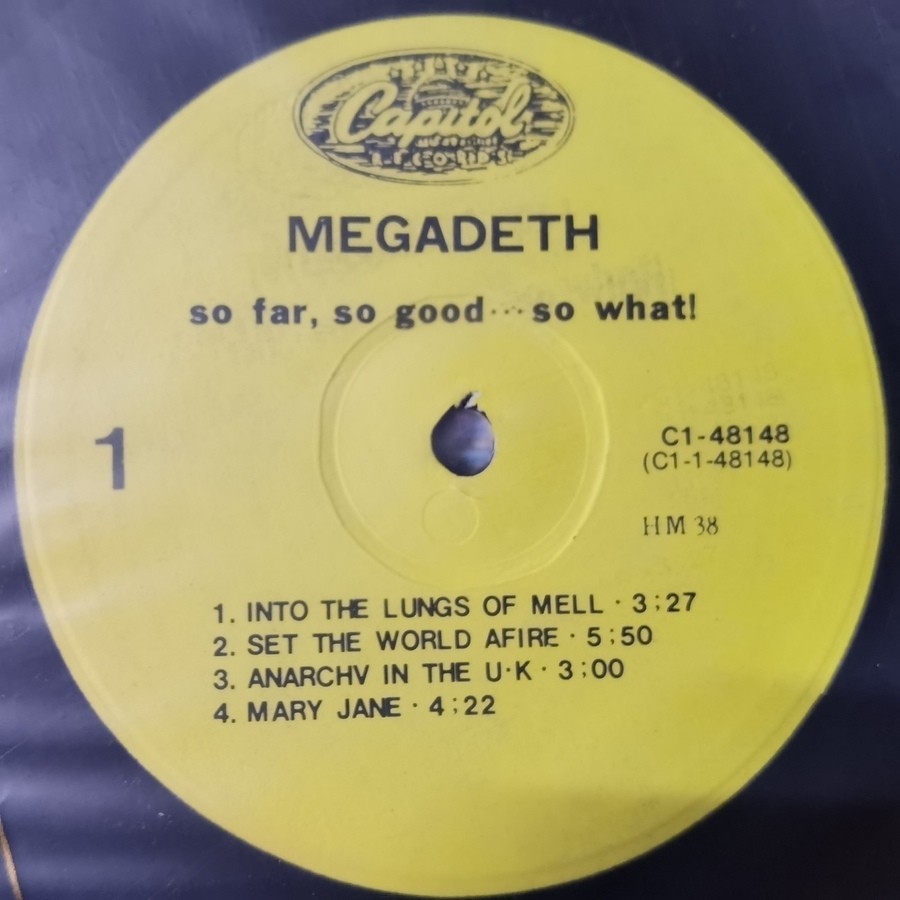 Capitol
RECORDS
MEGADETH
so far, so good···so what!
1
C1-48148
(C1-1-48148)
HM 38
1. INTO THE LUNGS OF MELL · 3;27
2. SET THE WORLD AFIRE · 5;50
3. ANARCHV IN THE U·K · 3;00
4. MARY JANE · 4;22